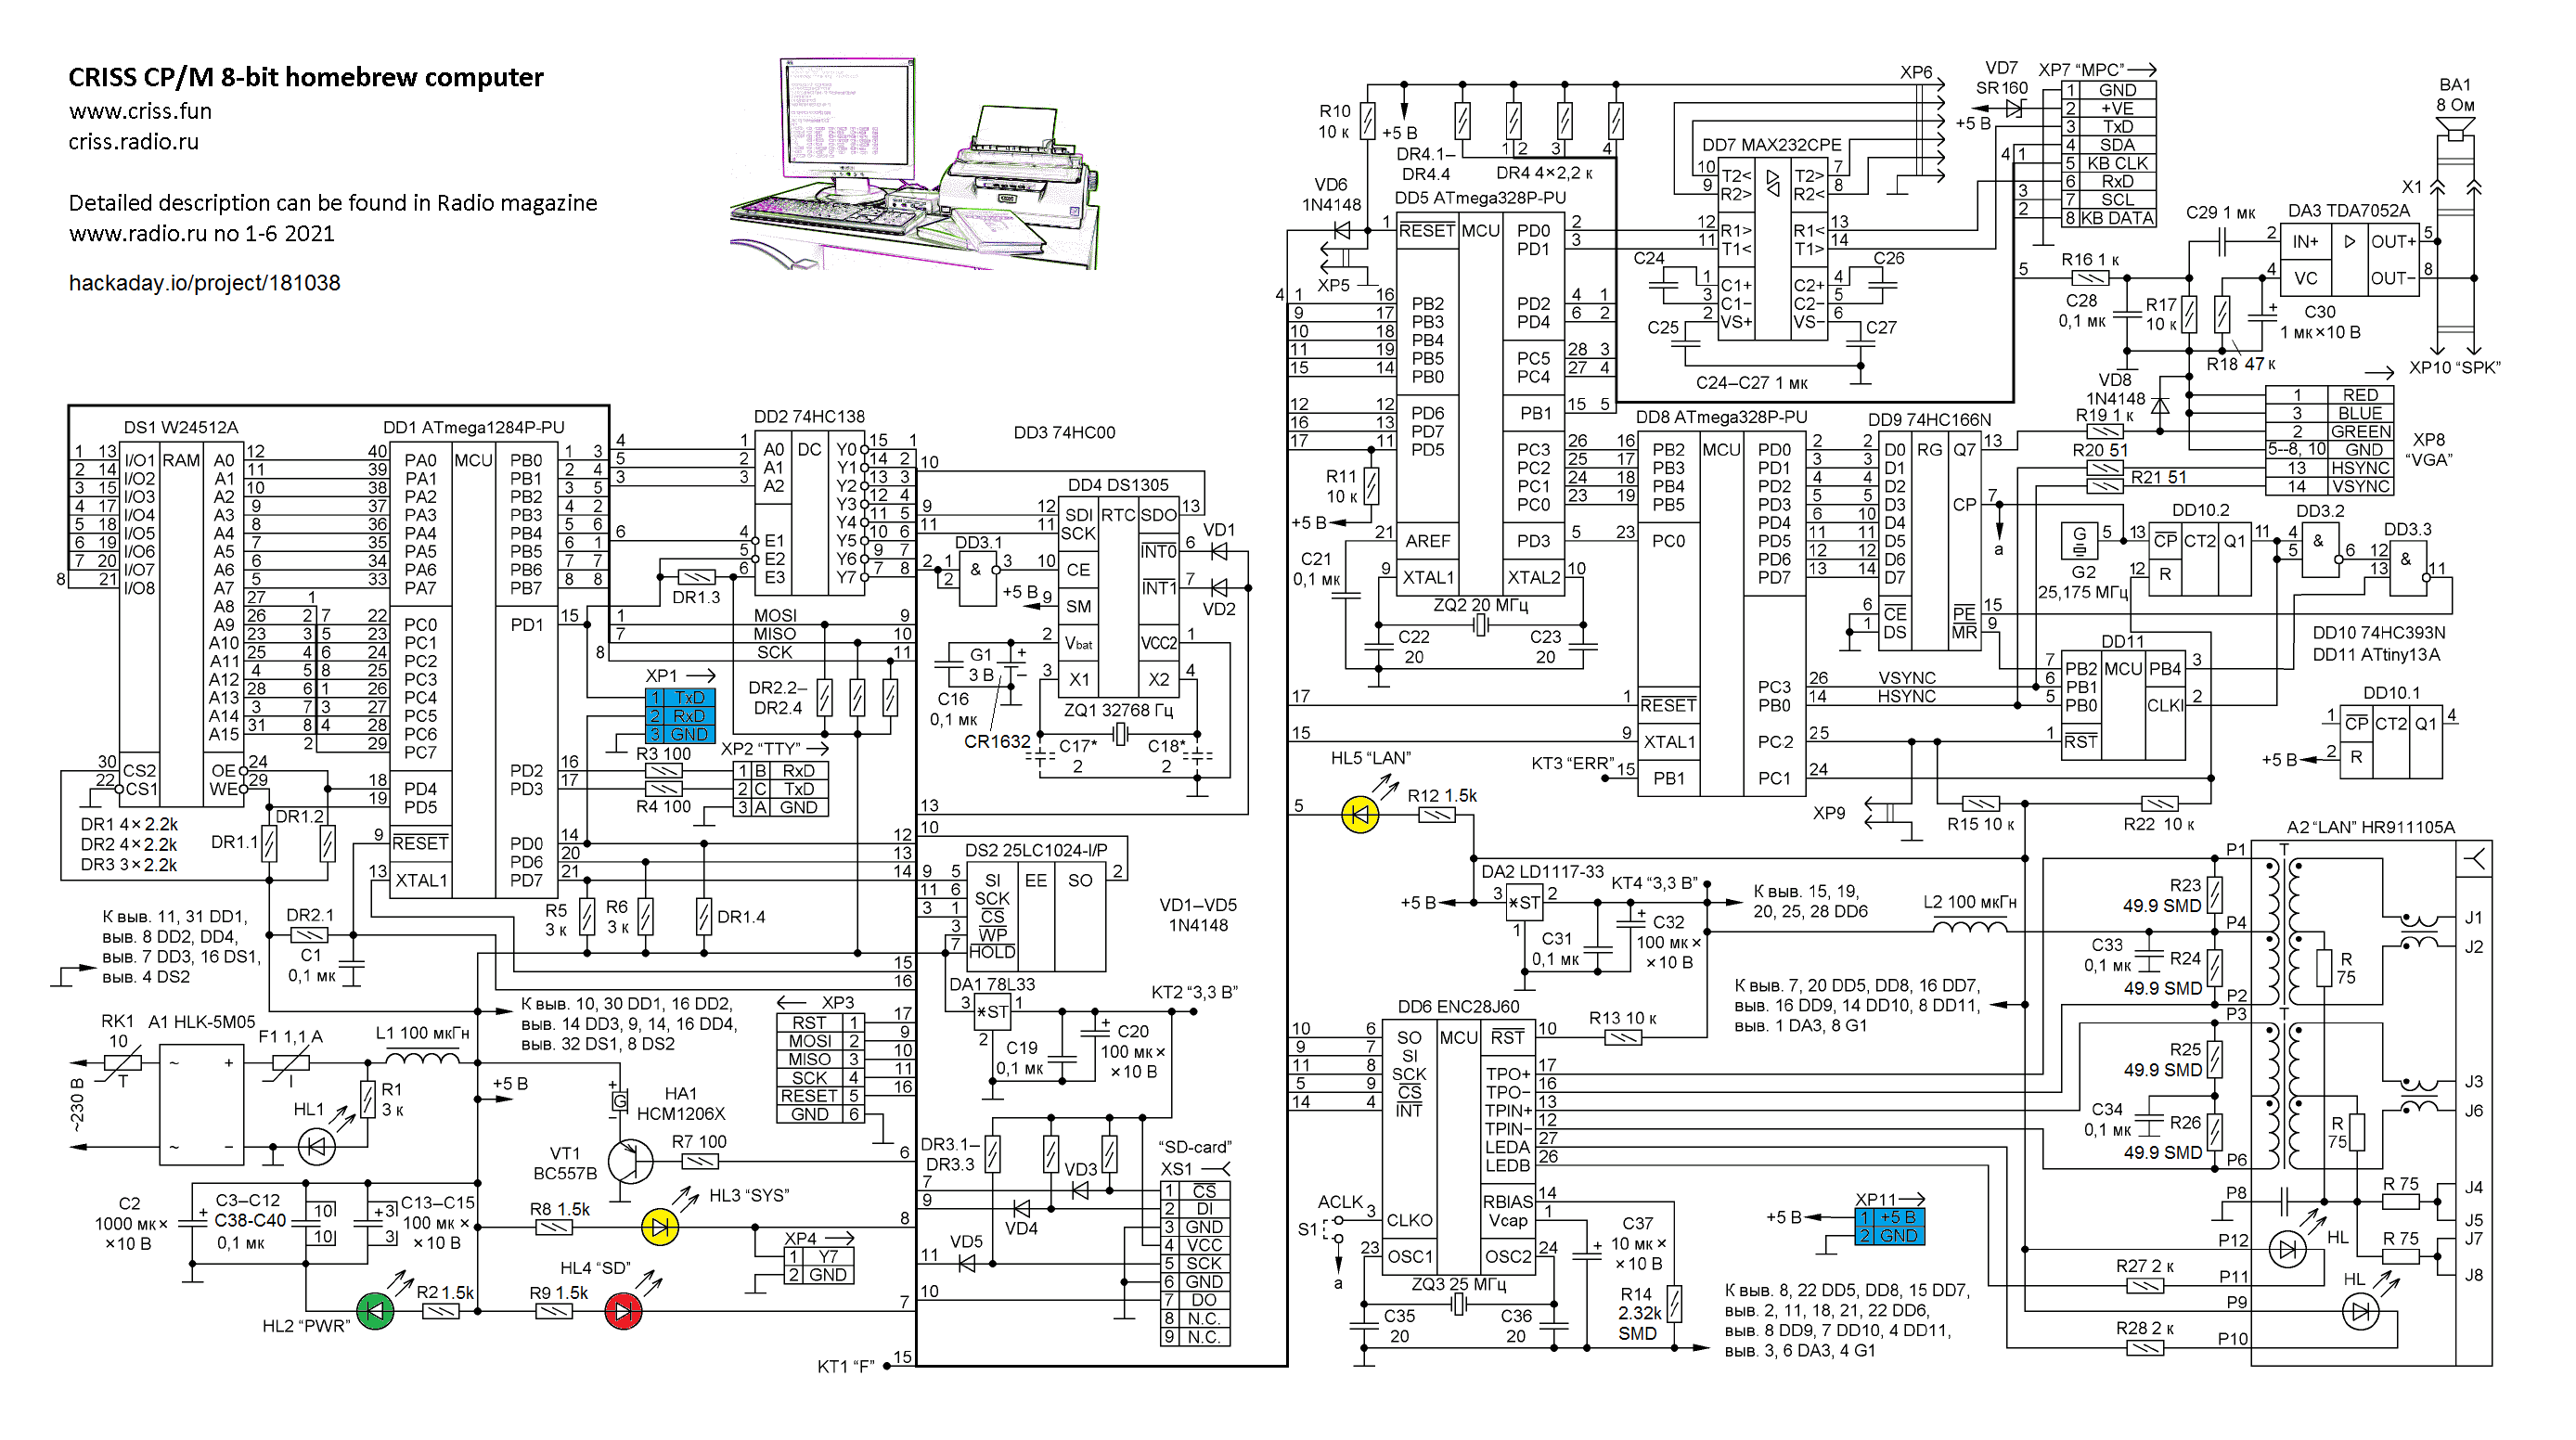 CRISS CP/M 8-bit homebrew computer
www.criss.fun
criss.radio.ru
Detailed description can be found in Radio magazine
www.radio.ru no 1-6 2021
hackaday.io/project/181038
DS1 W24512A
RAM
I/O1
I/O2
I/O3
I/O4
I/O5
I/O6
I/O7
I/O8
A0
A1
A2
A3
A4
A5
A6
A7
A8
A9
A10
A11
A12
A13
A14
A15
CS2
CS1
OE
WE
DR1 4×2.2k
DR2 4×2.2k
DR3 3×2.2k
DR1.1
DR1.2
DD1 ATmega1284P-PU
MCU
PA0
PA1
PA2
PA3
PA4
PA5
PA6
PA7
PC0
PC1
PC2
PC3
PC4
PC5
PC6
PC7
PD4
PD5
RESET
XTAL1
PB0
PB1
PB2
PB3
PB4
PB5
PB6
PB7
PD1
PD2
PD3
PD0
PD6
PD7
DD2 74HC138
DC
A0
A1
A2
E1
E2
E3
Y0
Y1
Y2
Y3
Y4
Y5
Y6
Y7
DR1.3
MOSI
MISO
SCK
XP1
1 TxD
2 RxD
3 GND
R3 100
R4 100
XP2 “TTY”
1 B RxD
2 C TxD
3 A GND
DR2.2–
DR2.4
R5
3 к
R6
3 к
DR1.4
DR2.1
C1
0,1 мк
К выв. 11, 31 DD1,
выв. 8 DD2, DD4,
выв. 7 DD3, 16 DS1,
выв. 4 DS2
К выв. 10, 30 DD1, 16 DD2,
выв. 14 DD3, 9, 14, 16 DD4,
выв. 32 DS1, 8 DS2
RK1
10
T
A1 HLK-5M05
F1 1,1 A
I
L1 100 мкГн
~230 В
R1
3 к
HL1
+5 В
HA1
HCM1206X
G
VT1
BC557B
R7 100
C2
1000 мк×
×10 В
C3–C12
C38-C40
0,1 мк
C13–C15
100 мк×
×10 В
HL2 “PWR”
R2 1.5k
R8 1.5k
HL3 “SYS”
R9 1.5k
HL4 “SD”
XP4
1 Y7
2 GND
KT1 “F”
XP3
RST 1
MOSI 2
MISO 3
SCK 4
RESET 5
GND 6
DD3 74HC00
DD3.1
&
DD4 DS1305
RTC
SDI
SCK
CE
SM
Vbat
X1
SDO
INT0
INT1
VCC2
X2
+5 В
VD1
VD2
G1
3 В
C16
0,1 мк
CR1632
ZQ1 32768 Гц
C17*
2
C18*
2
DS2 25LC1024-I/P
SI
SCK
CS
WP
HOLD
EE
SO
VD1–VD5
1N4148
DA1 78L33
*ST
KT2 “3,3 В”
C19
0,1 мк
C20
100 мк×
×10 В
DR3.1–
DR3.3
VD3
VD4
VD5
“SD-card”
XS1
1 CS
2 DI
3 GND
4 VCC
5 SCK
6 GND
7 DO
8 N.C.
9 N.C.
R10
10 к
+5 В
DR4.1–
DR4.4
DR4 4×2,2 к
VD6
1N4148
XP5
DD5 ATmega328P-PU
RESET
MCU
PB2
PB3
PB4
PB5
PB0
PD6
PD7
PD5
AREF
XTAL1
PD0
PD1
PD2
PD4
PC5
PC4
PB1
PC3
PC2
PC1
PC0
PD3
XTAL2
R11
10 к
+5 В
C21
0,1 мк
ZQ2 20 МГц
C22
20
C23
20
XP6
DD7 MAX232CPE
T2<
R2>
R1>
T1<
C1+
C1−
VS+
T2>
R2<
R1<
T1>
C2+
C2−
VS−
C24
C25
C26
C27
C24–C27 1 мк
VD7
SR160
+5 В
XP7 “MPC”
1 GND
2 +VE
3 TxD
4 SDA
5 KB CLK
6 RxD
7 SCL
8 KB DATA
BA1
8 Ом
X1
C29 1 мк
DA3 TDA7052A
IN+
VC
OUT+
OUT−
R16 1 к
C28
0,1 мк
R17
10 к
C30
1 мк×10 В
R18 47 к
XP10 “SPK”
VD8
1N4148
R19 1 к
R20 51
R21 51
1 RED
3 BLUE
2 GREEN
5--8, 10 GND
13 HSYNC
14 VSYNC
XP8
“VGA”
DD8 ATmega328P-PU
MCU
PB2
PB3
PB4
PB5
PC0
RESET
XTAL1
PB1
PD0
PD1
PD2
PD3
PD4
PD5
PD6
PD7
PC3
PB0
PC2
PC1
KT3 “ERR”
DD9 74HC166N
RG
D0
D1
D2
D3
D4
D5
D6
D7
CE
DS
Q7
CP
PE
MR
a
G
G2
25,175 МГц
DD10.2
CP
CT2
Q1
R
DD3.2
&
DD3.3
&
DD10 74HC393N
DD11 ATtiny13A
VSYNC
HSYNC
DD11
MCU
PB2
PB1
PB0
RST
PB4
CLKI
DD10.1
CP
CT2
Q1
R
+5 В
XP9
R15 10 к
R22 10 к
HL5 “LAN”
R12 1.5k
DA2 LD1117-33
*ST
+5 В
KT4 “3,3 В”
C31
0,1 мк
C32
100 мк×
×10 В
К выв. 15, 19,
20, 25, 28 DD6
L2 100 мкГн
К выв. 7, 20 DD5, DD8, 16 DD7,
выв. 16 DD9, 14 DD10, 8 DD11,
выв. 1 DA3, 8 G1
DD6 ENC28J60
SO
SI
SCK
CS
INT
CLKO
OSC1
MCU
RST
TPO+
TPO−
TPIN+
TPIN−
LEDA
LEDB
RBIAS
Vcap
OSC2
R13 10 к
ACLK
S1
a
ZQ3 25 МГц
C35
20
C36
20
C37
10 мк×
×10 В
R14
2.32k
SMD
XP11
+5 В
1 +5 В
2 GND
К выв. 8, 22 DD5, DD8, 15 DD7,
выв. 2, 11, 18, 21, 22 DD6,
выв. 8 DD9, 7 DD10, 4 DD11,
выв. 3, 6 DA3, 4 G1
A2 “LAN” HR911105A
P1
P4
P2
P3
P6
P8
P12
P11
P9
P10
R23
49.9 SMD
C33
0,1 мк
R24
49.9 SMD
R25
49.9 SMD
C34
0,1 мк
R26
49.9 SMD
R27 2 к
R28 2 к
T
T
R
75
R
75
R 75
R 75
HL
HL
J1
J2
J3
J6
J4
J5
J7
J8